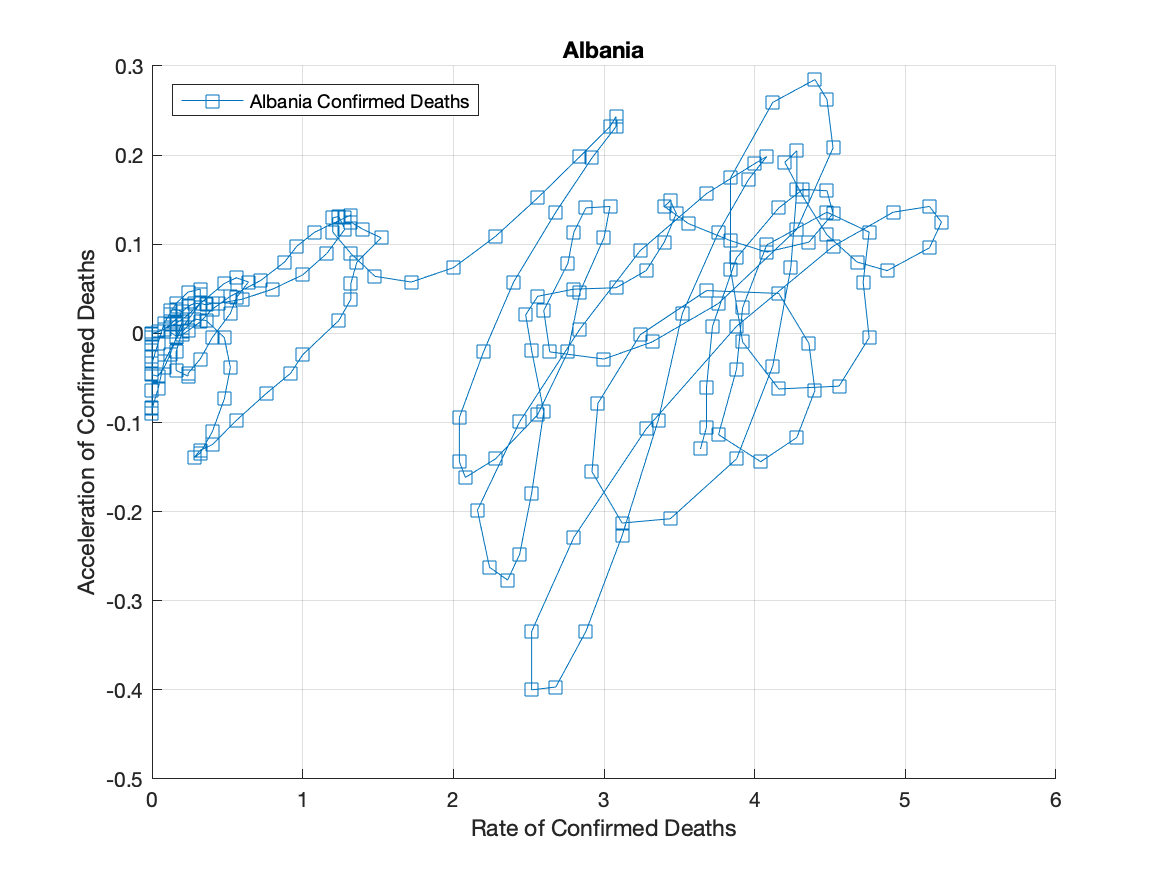 Albania
0.3
Albania Confirmed Deaths
0.2
0.1
0
-0.1
-0.2
-0.3
-0.4
-0.5
Acceleration of Confirmed Deaths
0 1 2 3 4 5 6
Rate of Confirmed Deaths